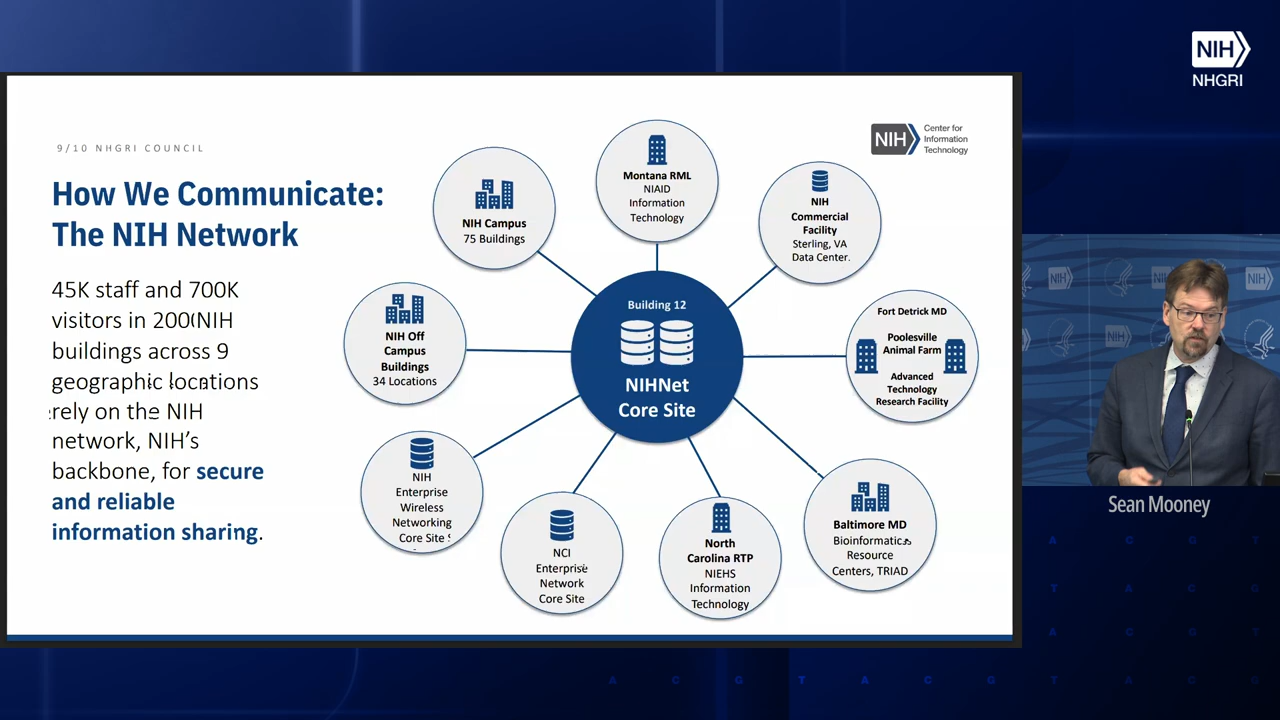 NIH
NHGRI
9/10 NHGRI COUNCIL
How We Communicate:
The NIH Network
45K staff and 700K
visitors in 200 NIH
buildings across 9
geographic locations
rely on the NIH
network, NIH's
backbone, for secure
and reliable
information sharing.
NIH
Center for
Information
Technology
NIH Campus
75 Buildings
Montana RML
NIAID
Information
Technology
NIH
Commercial
Facility
Sterling, VA
Data Center.
NIH Off
Campus
Buildings
34 Locations
Building 12
NIHNet
Core Site
Fort Detrick MD
Poolesville
Animal Farm
Advanced
Technology
Research Facility
NIH
Enterprise
Wireless
Networking
Core Site
NCI
Enterprise
Network
Core Site
North
Carolina RTP
NIEHS
Information
Technology
Baltimore MD
Bioinformatics
Resource
Centers, TRIAD
NIH
NIH
Sean Mooney
A C G T
A C G T
A C G T
A C G T A C G T A C G